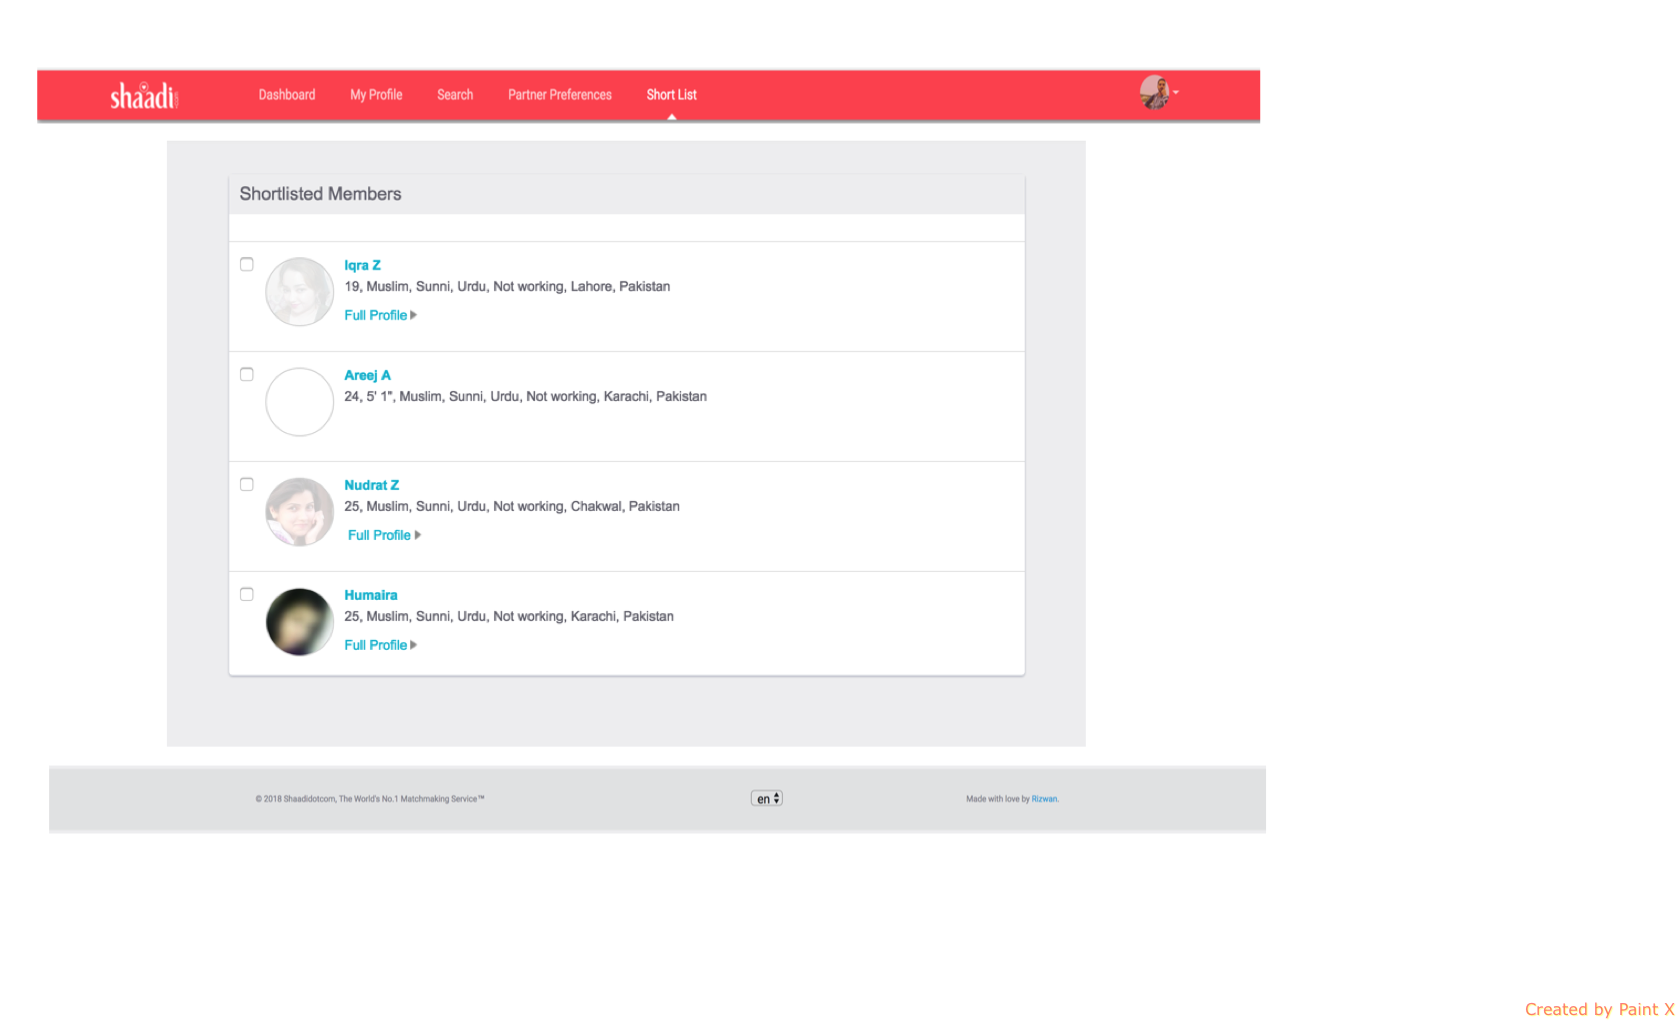 shaadi
Dashboard My Profile Search Partner Preferences Short List
Shortlisted Members
Iqra Z
19, Muslim, Sunni, Urdu, Not working, Lahore, Pakistan
Full Profile
Areej A
24, 5' 1", Muslim, Sunni, Urdu, Not working, Karachi, Pakistan
Nudrat Z
25, Muslim, Sunni, Urdu, Not working, Chakwal, Pakistan
Full Profile
Humaira
25, Muslim, Sunni, Urdu, Not working, Karachi, Pakistan
Full Profile
© 2018 Shaadidotcom, The World's No.1 Matchmaking Service™ en Made with love by Rizwan.
Created by Paint X